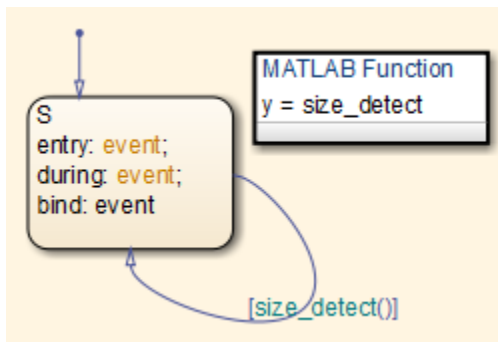 MATLAB Function
y = size_detect
S
entry: event;
during: event;
bind: event
[size_detect()]